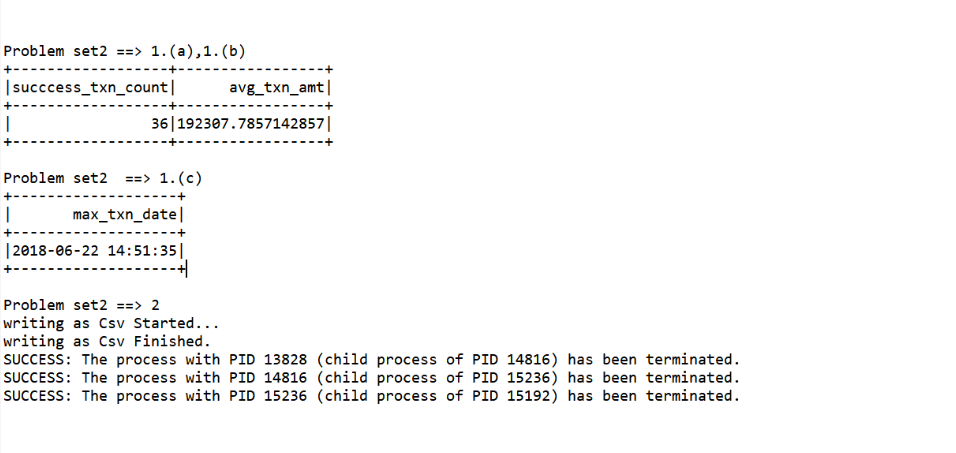 Problem set2 ==> 1.(a),1.(b)
+------------------+-----------------+
|succcess_txn_count|      avg_txn_amt|
+------------------+-----------------+
|                36|192307.7857142857|
+------------------+-----------------+
Problem set2  ==> 1.(c)
+-------------------+
|       max_txn_date|
+-------------------+
|2018-06-22 14:51:35|
+-------------------+
Problem set2 ==> 2
writing as Csv Started...
writing as Csv Finished.
SUCCESS: The process with PID 13828 (child process of PID 14816) has been terminated.
SUCCESS: The process with PID 14816 (child process of PID 15236) has been terminated.
SUCCESS: The process with PID 15236 (child process of PID 15192) has been terminated.